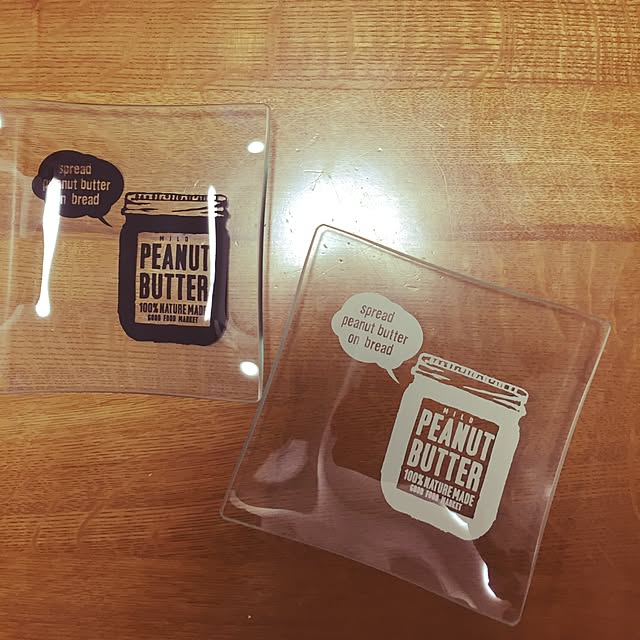 spread
peanut butter
on bread
MILD
PEANUT
BUTTER
100% NATURE MADE
GOOD FOOD MARKET
spread
peanut butter
on bread
MILD
PEANUT
BUTTER
100% NATURE MADE
GOOD FOOD MARKET